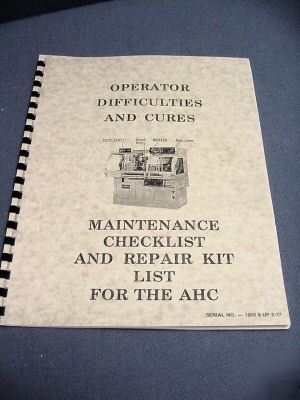 OPERATOR
DIFFICULTIES
AND CURES
MAINTENANCE
CHECKLIST
AND REPAIR KIT
LIST
FOR THE AHC
SERIAL NO. — 1200 & UP 2-77